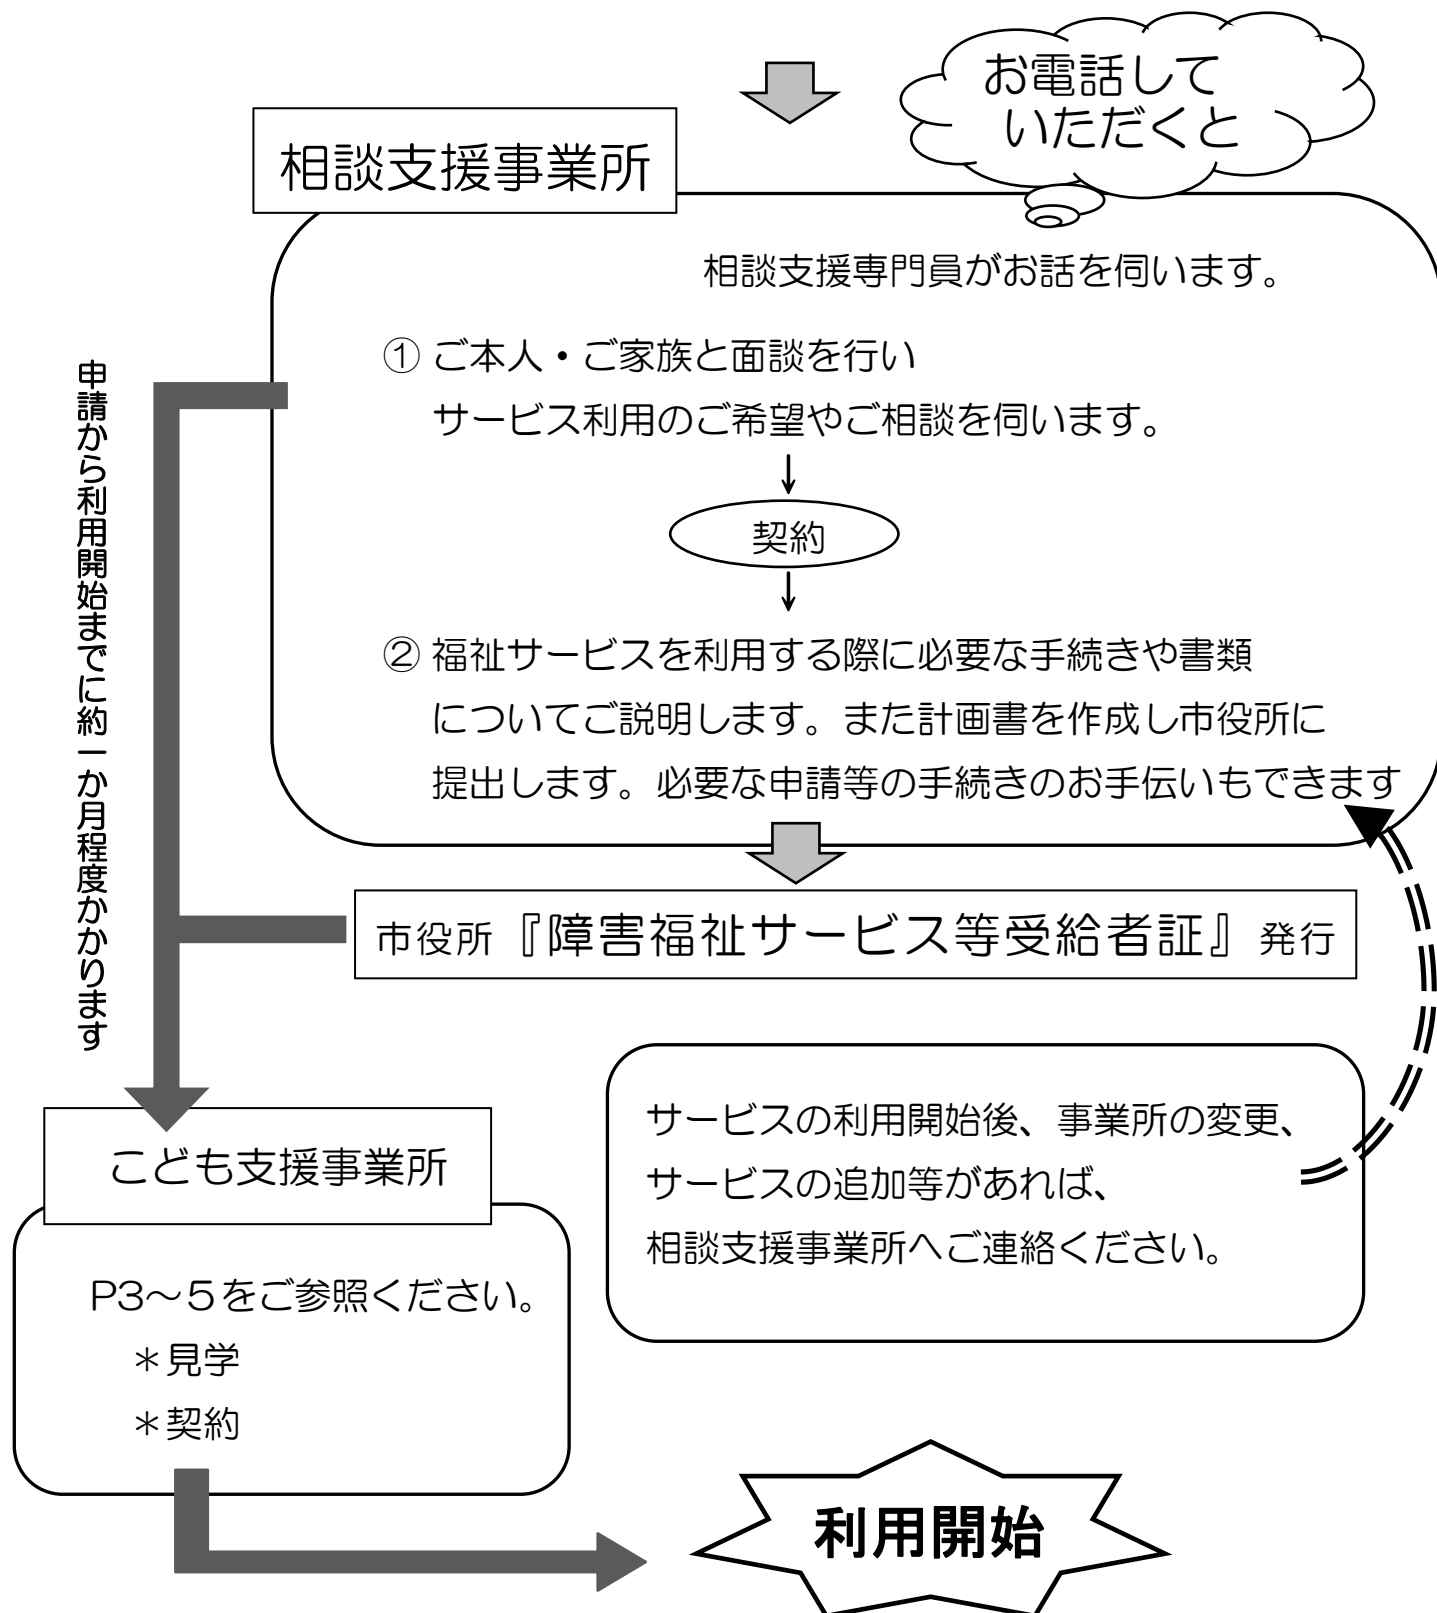 お電話して
いただくと
相談支援事業所
相談支援専門員がお話を伺います。
① ご本人・ご家族と面談を行い
サービス利用のご希望やご相談を伺います。
契約
② 福祉サービスを利用する際に必要な手続きや書類
についてご説明します。また計画書を作成し市役所に
提出します。必要な申請等の手続きのお手伝いもできます
申請から利用開始までに約一か月程度かかります
市役所『障害福祉サービス等受給者証』発行
サービスの利用開始後、事業所の変更、
サービスの追加等があれば、
相談支援事業所へご連絡ください。
こども支援事業所
P3～５をご参照ください。
＊見学
＊契約
利用開始